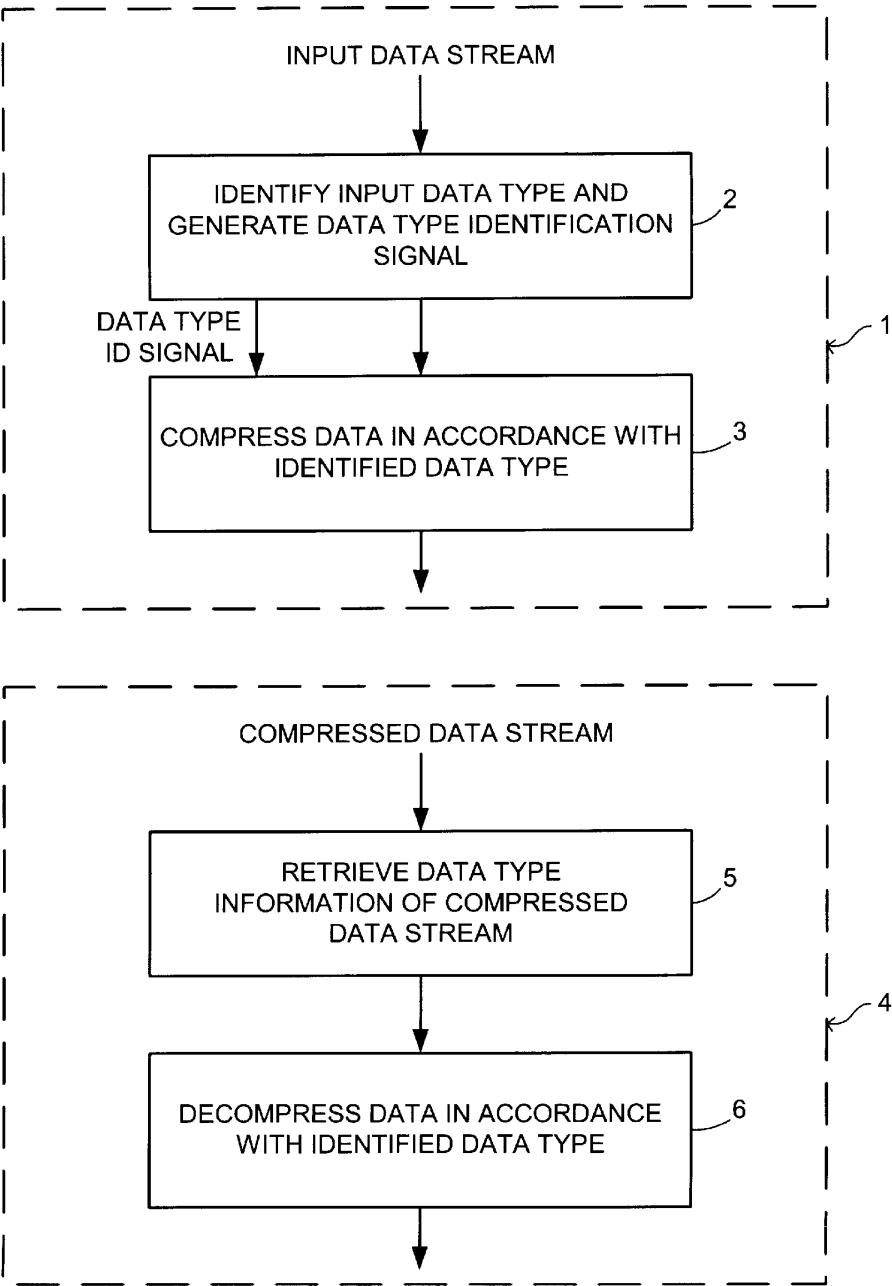 INPUT DATA STREAM
IDENTIFY INPUT DATA TYPE AND
GENERATE DATA TYPE IDENTIFICATION
SIGNAL
2
DATA TYPE
ID SIGNAL
1
COMPRESS DATA IN ACCORDANCE WITH
IDENTIFIED DATA TYPE
3
COMPRESSED DATA STREAM
RETRIEVE DATA TYPE
INFORMATION OF COMPRESSED
DATA STREAM
5
4
DECOMPRESS DATA IN ACCORDANCE
WITH IDENTIFIED DATA TYPE
6